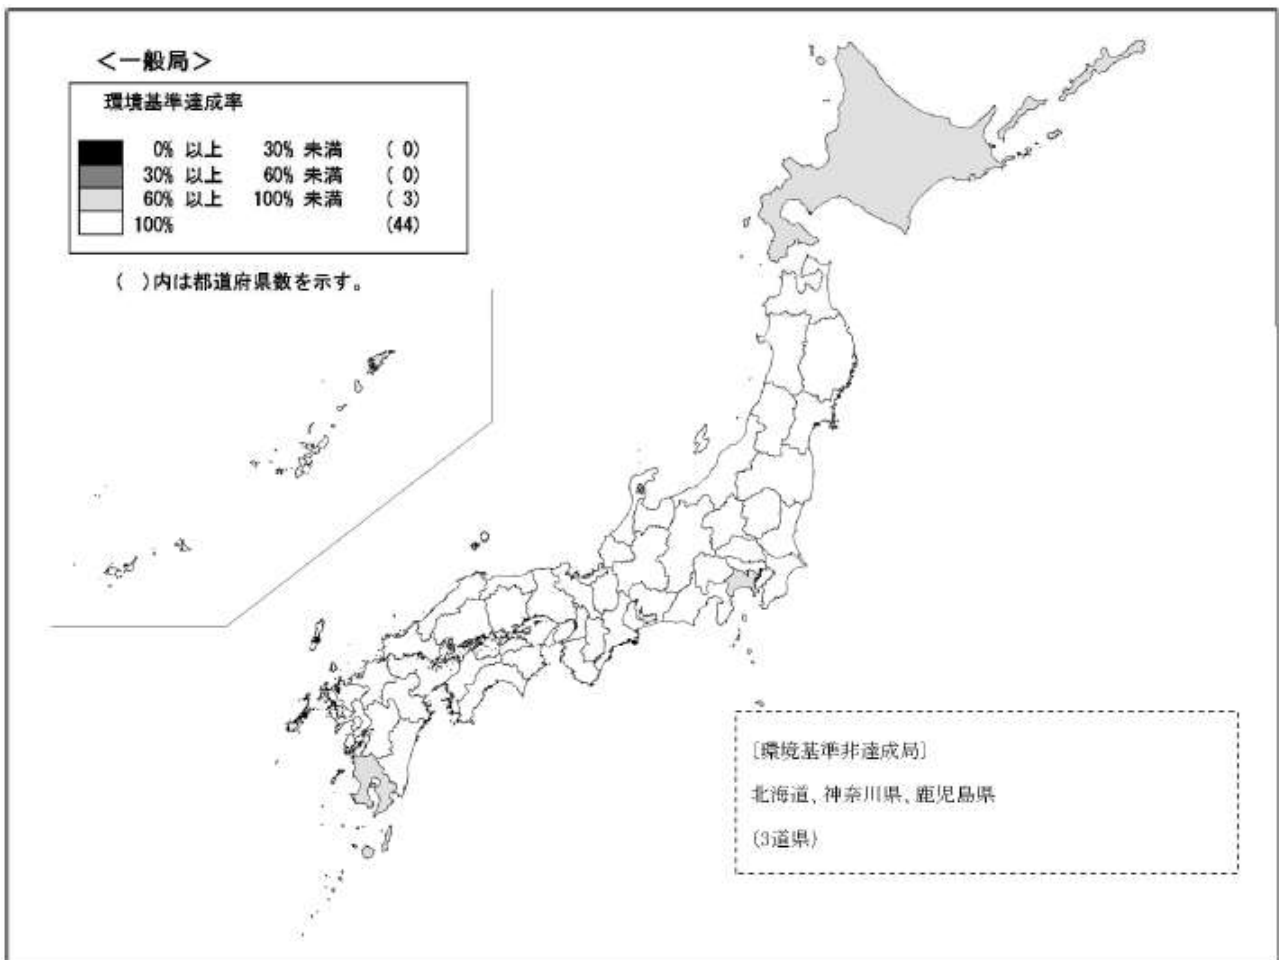 ＜一般局＞
環境基準達成率
0% 以上 30% 未満 ( 0)
30% 以上 60% 未満 ( 0)
60% 以上 100% 未満 ( 3)
100% (44)
( )内は都道府県数を示す。
〔環境基準非達成局〕
北海道、神奈川県、鹿児島県
(3道県)